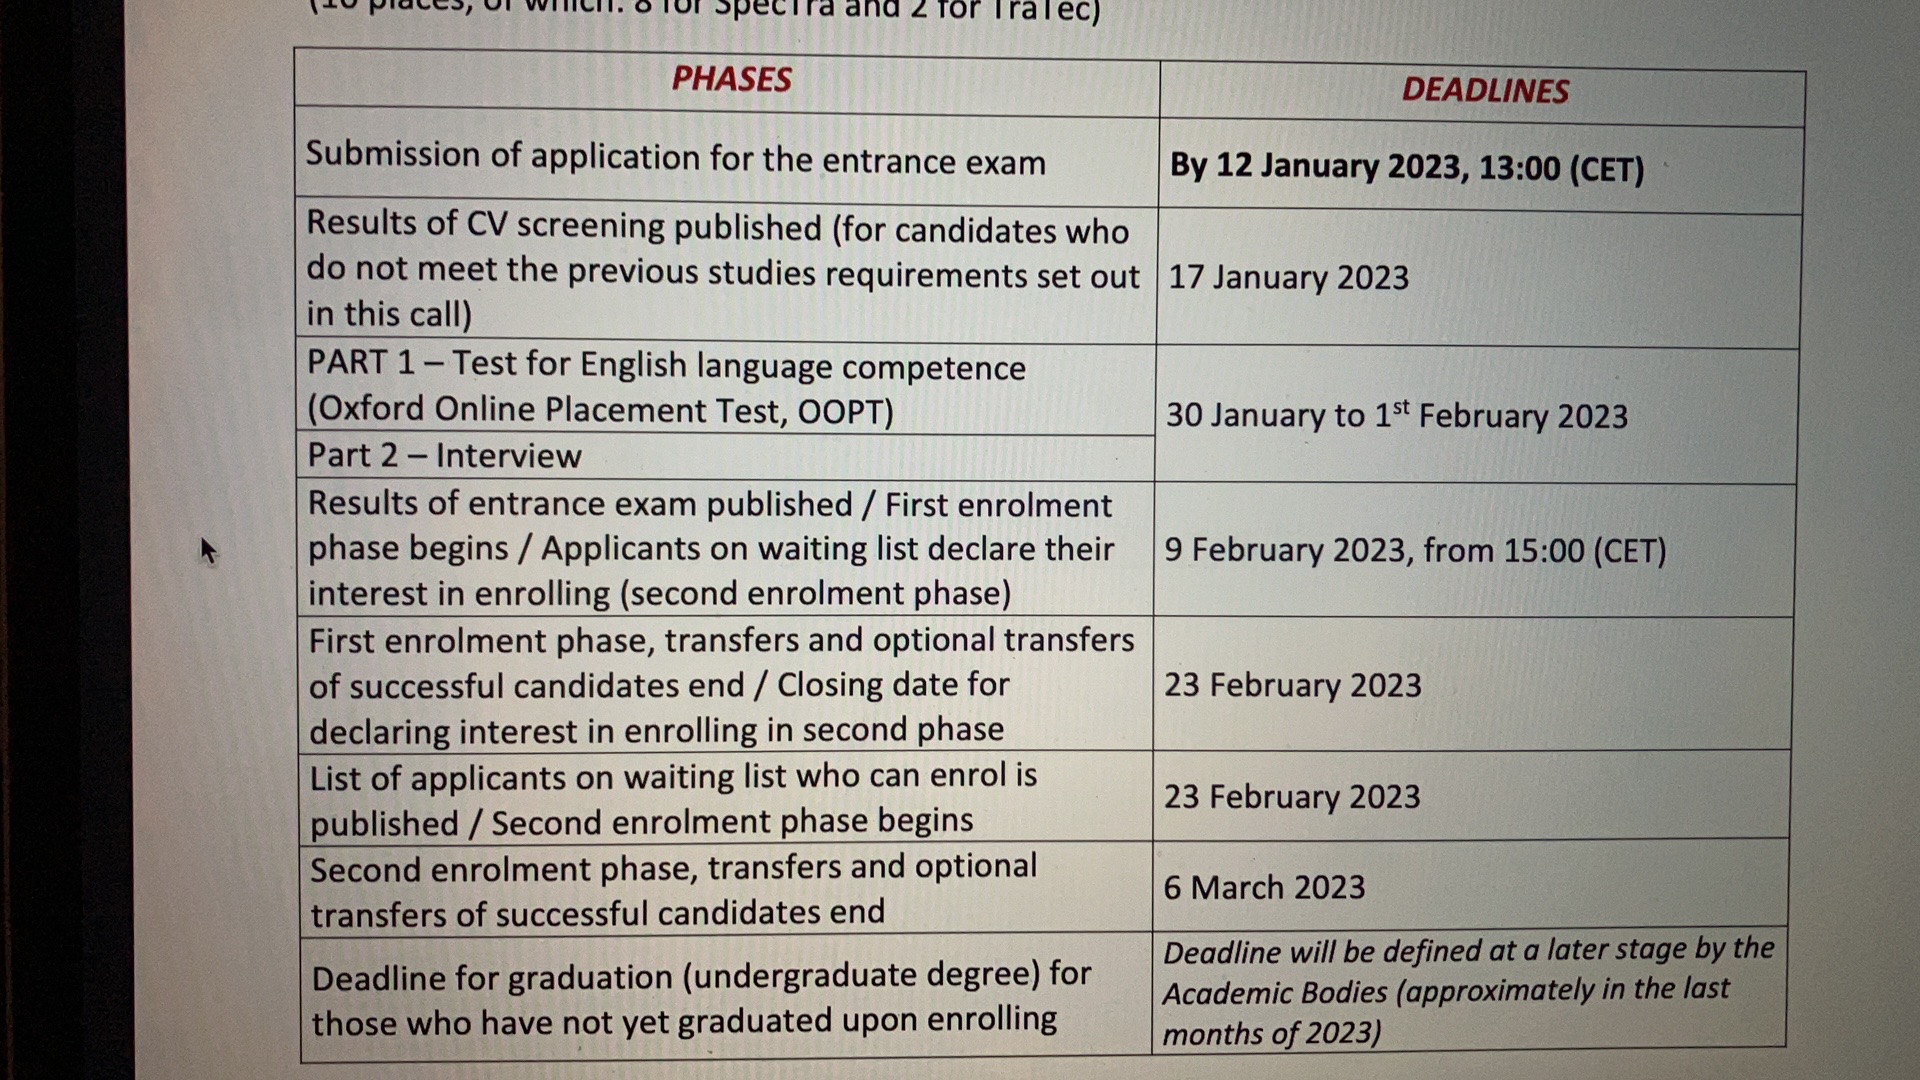 (10 places, of which: 8 for SpecTra and 2 for TraTec)
PHASES
DEADLINES
Submission of application for the entrance exam
By 12 January 2023, 13:00 (CET)
Results of CV screening published (for candidates who
do not meet the previous studies requirements set out
in this call)
17 January 2023
PART 1 – Test for English language competence
(Oxford Online Placement Test, OOPT)
Part 2 – Interview
30 January to 1st February 2023
Results of entrance exam published / First enrolment
phase begins / Applicants on waiting list declare their
interest in enrolling (second enrolment phase)
9 February 2023, from 15:00 (CET)
First enrolment phase, transfers and optional transfers
of successful candidates end / Closing date for
declaring interest in enrolling in second phase
23 February 2023
List of applicants on waiting list who can enrol is
published / Second enrolment phase begins
23 February 2023
Second enrolment phase, transfers and optional
transfers of successful candidates end
6 March 2023
Deadline for graduation (undergraduate degree) for
those who have not yet graduated upon enrolling
Deadline will be defined at a later stage by the
Academic Bodies (approximately in the last
months of 2023)